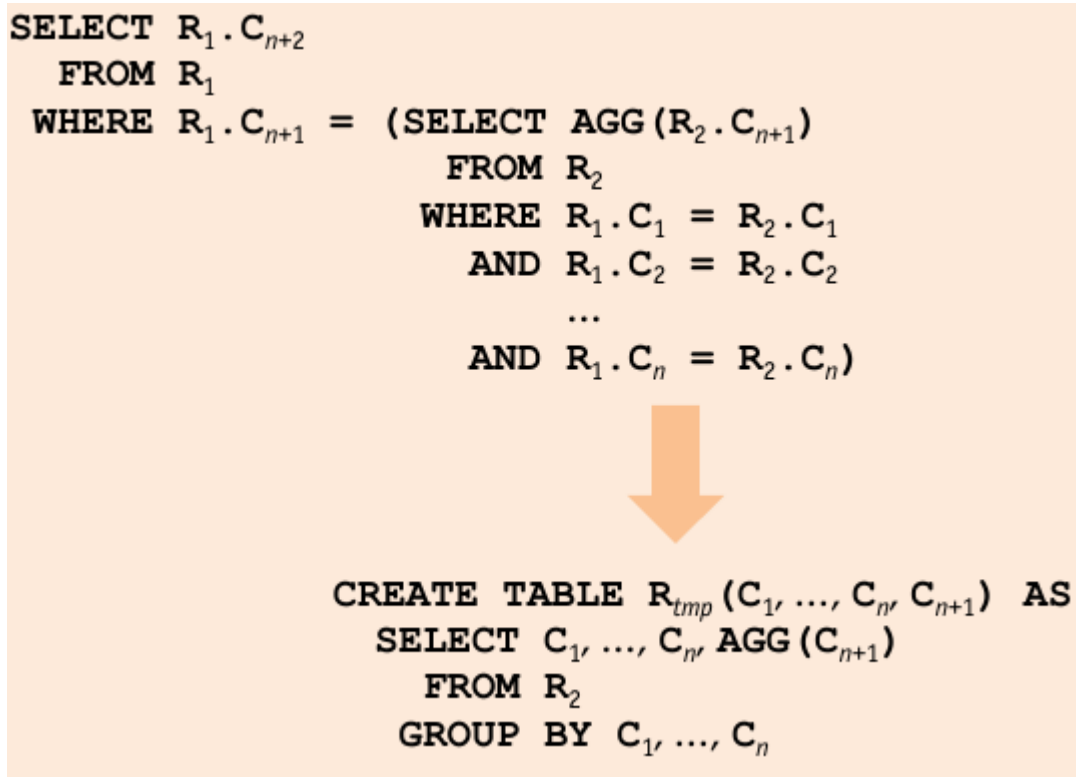 SELECT R₁.Cₙ₊₂
FROM R₁
WHERE R₁.Cₙ₊₁ = (SELECT AGG(R₂.Cₙ₊₁)
FROM R₂
WHERE R₁.C₁ = R₂.C₁
AND R₁.C₂ = R₂.C₂
...
AND R₁.Cₙ = R₂.Cₙ)
CREATE TABLE Rtmp(C₁, ..., Cₙ, Cₙ₊₁) AS
SELECT C₁, ..., Cₙ, AGG(Cₙ₊₁)
FROM R₂
GROUP BY C₁, ..., Cₙ